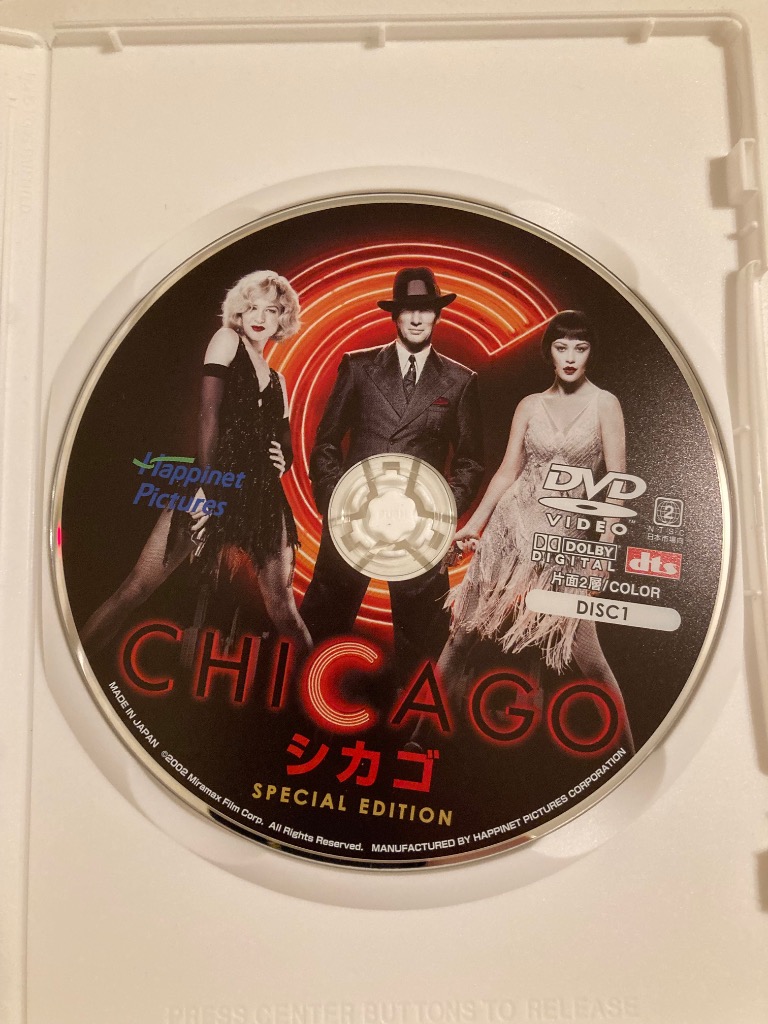 Happinet
Pictures
DVD
VIDEO™
2
NTSC
日本市場向
DOLBY
DIGITAL
dts
片面2層/COLOR
DISC1
CHICAGO
シカゴ
SPECIAL EDITION
MADE IN JAPAN ©2002 Miramax Film Corp. All Rights Reserved. MANUFACTURED BY HAPPINET PICTURES CORPORATION
PRESS CENTER BUTTONS TO RELEASE